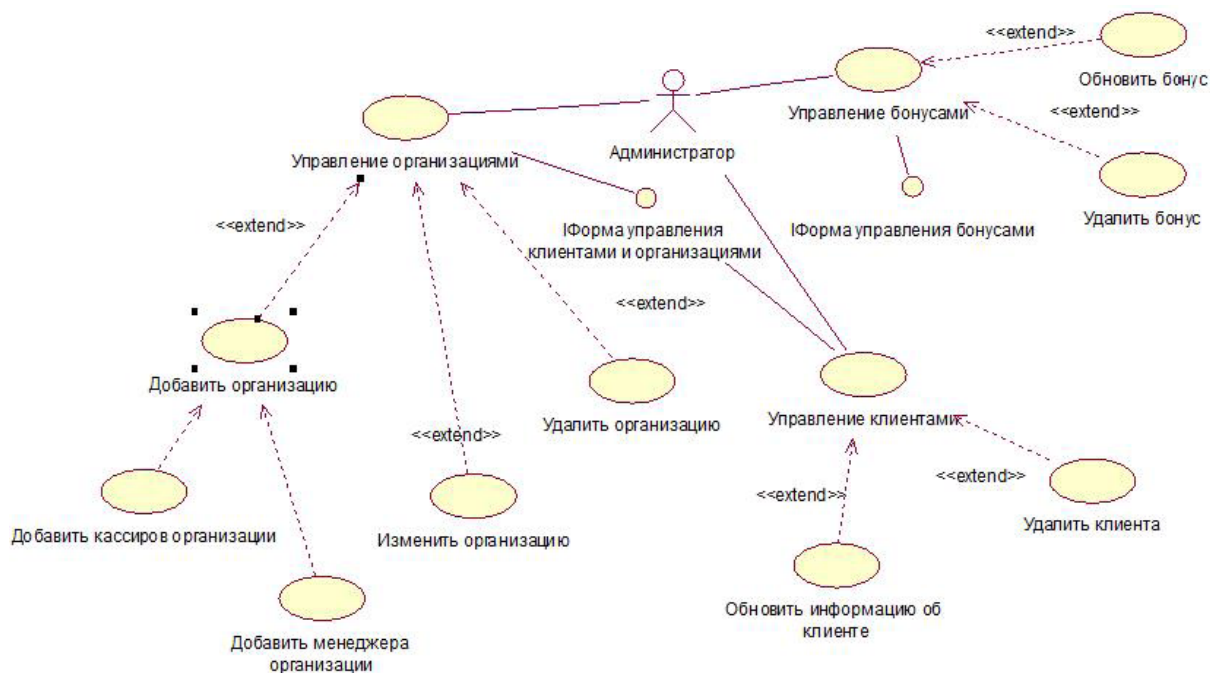 <<extend>>
Обновить бонус
Управление бонусами
<<extend>>
Администратор
Управление организациями
Удалить бонус
<<extend>>
IФорма управления
клиентами и организациями
IФорма управления бонусами
<<extend>>
Добавить организацию
Удалить организацию
Управление клиентами
<<extend>>
<<extend>>
<<extend>>
Добавить кассиров организации
Изменить организацию
Удалить клиента
Обновить информацию об
клиенте
Добавить менеджера
организации